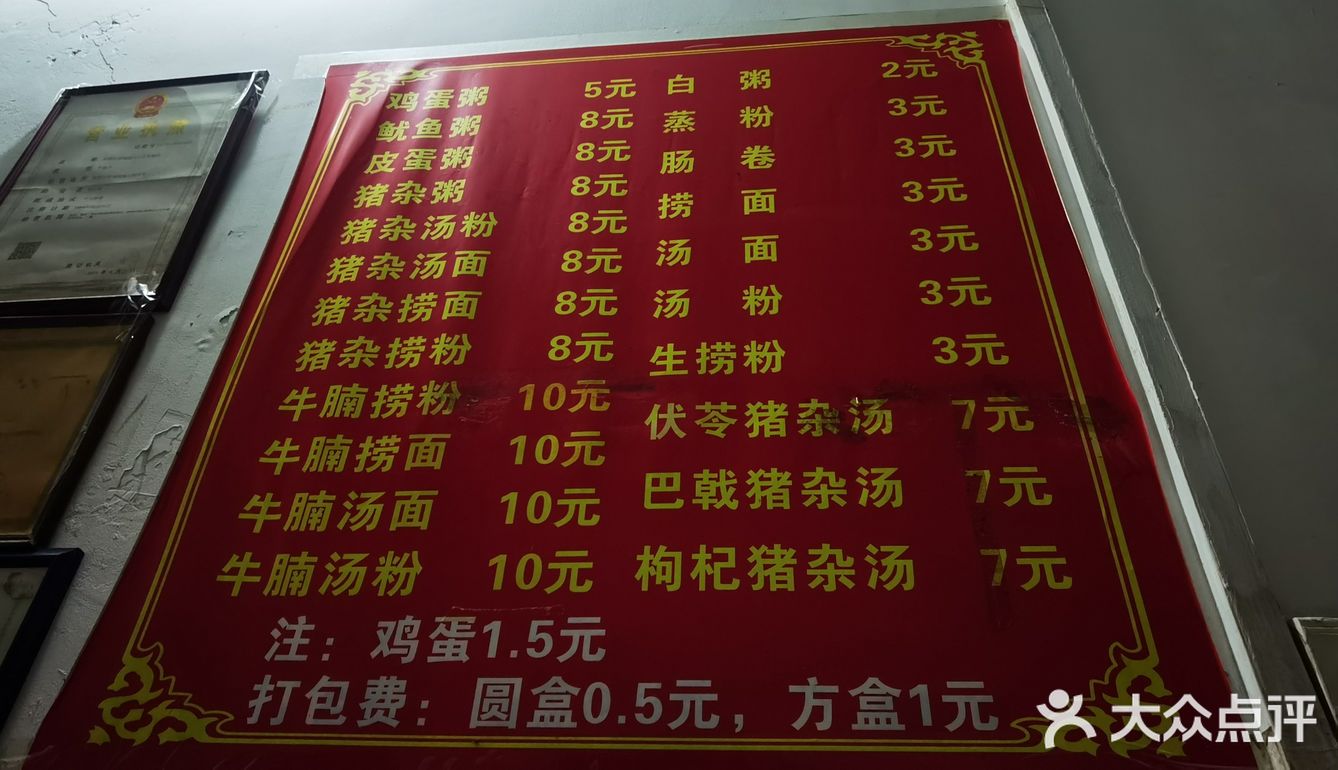 鸡蛋粥 5元
鱿鱼粥 8元
皮蛋粥 8元
猪杂粥 8元
猪杂汤粉 8元
猪杂汤面 8元
猪杂捞面 8元
猪杂捞粉 8元
牛腩捞粉 10元
牛腩捞面 10元
牛腩汤面 10元
牛腩汤粉 10元
白粥 2元
蒸粉 3元
肠卷 3元
捞面 3元
汤面 3元
汤粉 3元
生捞粉 3元
伏苓猪杂汤 7元
巴戟猪杂汤 7元
枸杞猪杂汤 7元
注：鸡蛋1.5元
打包费：圆盒0.5元，方盒1元
营业执照
大众点评